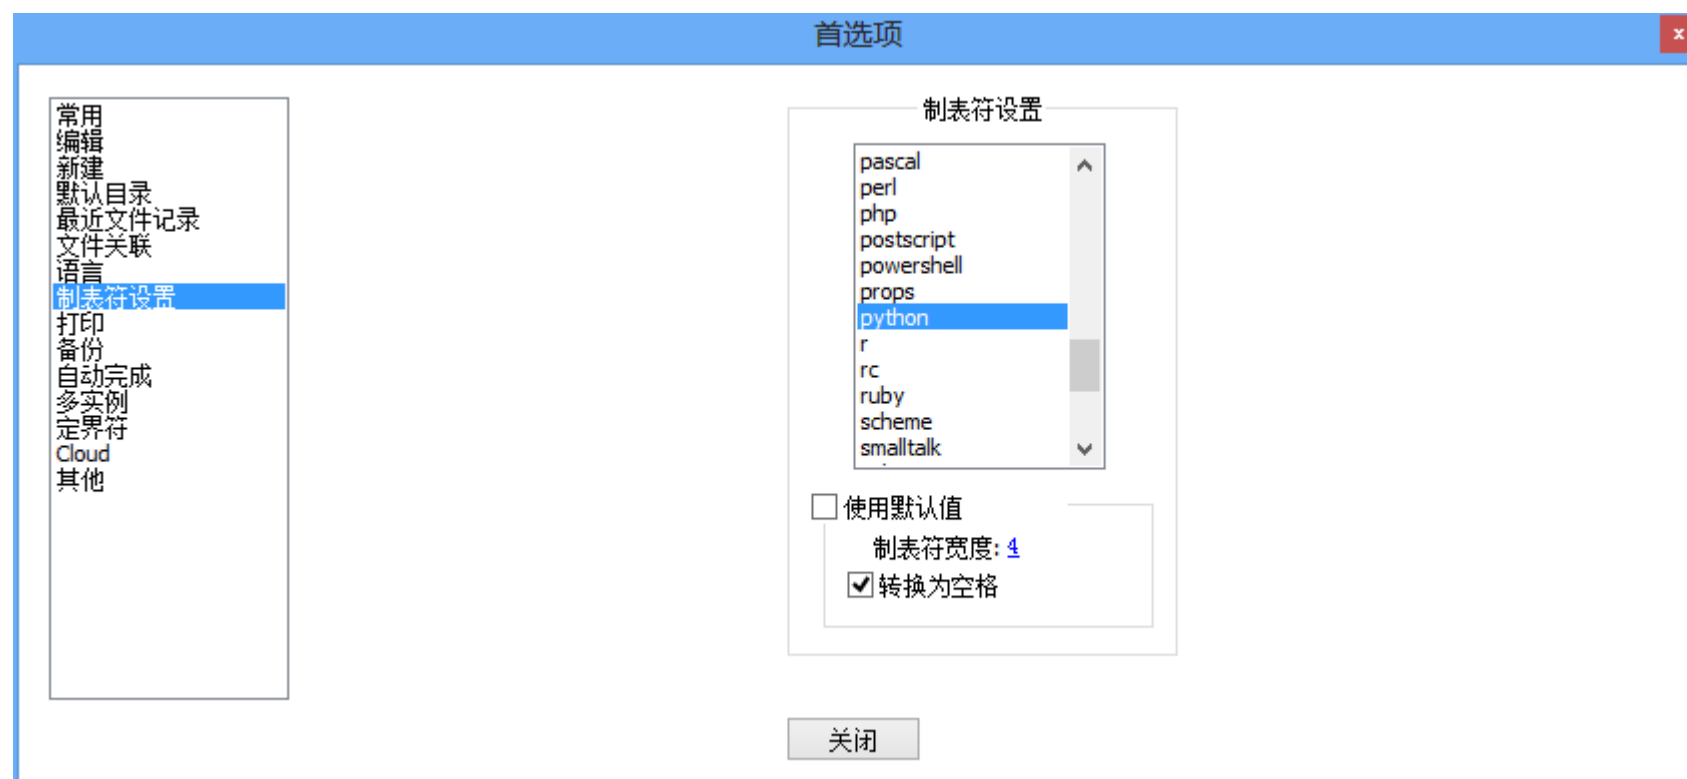 首选项
x
常用
编辑
新建
默认目录
最近文件记录
文件关联
语言
制表符设置
打印
备份
自动完成
多实例
定界符
Cloud
其他
制表符设置
pascal
perl
php
postscript
powershell
props
python
r
rc
ruby
scheme
smalltalk
使用默认值
制表符宽度: 4
转换为空格
关闭